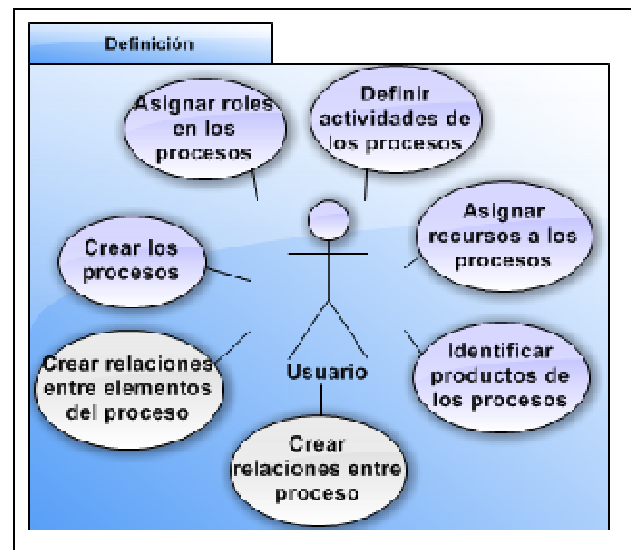 Definición
Asignar roles
en los
procesos
Definir
actividades de
los procesos
Crear los
procesos
Asignar
recursos a los
procesos
Crear relaciones
entre elementos
del proceso
Usuario
Identificar
productos de
los procesos
Crear
relaciones entre
proceso